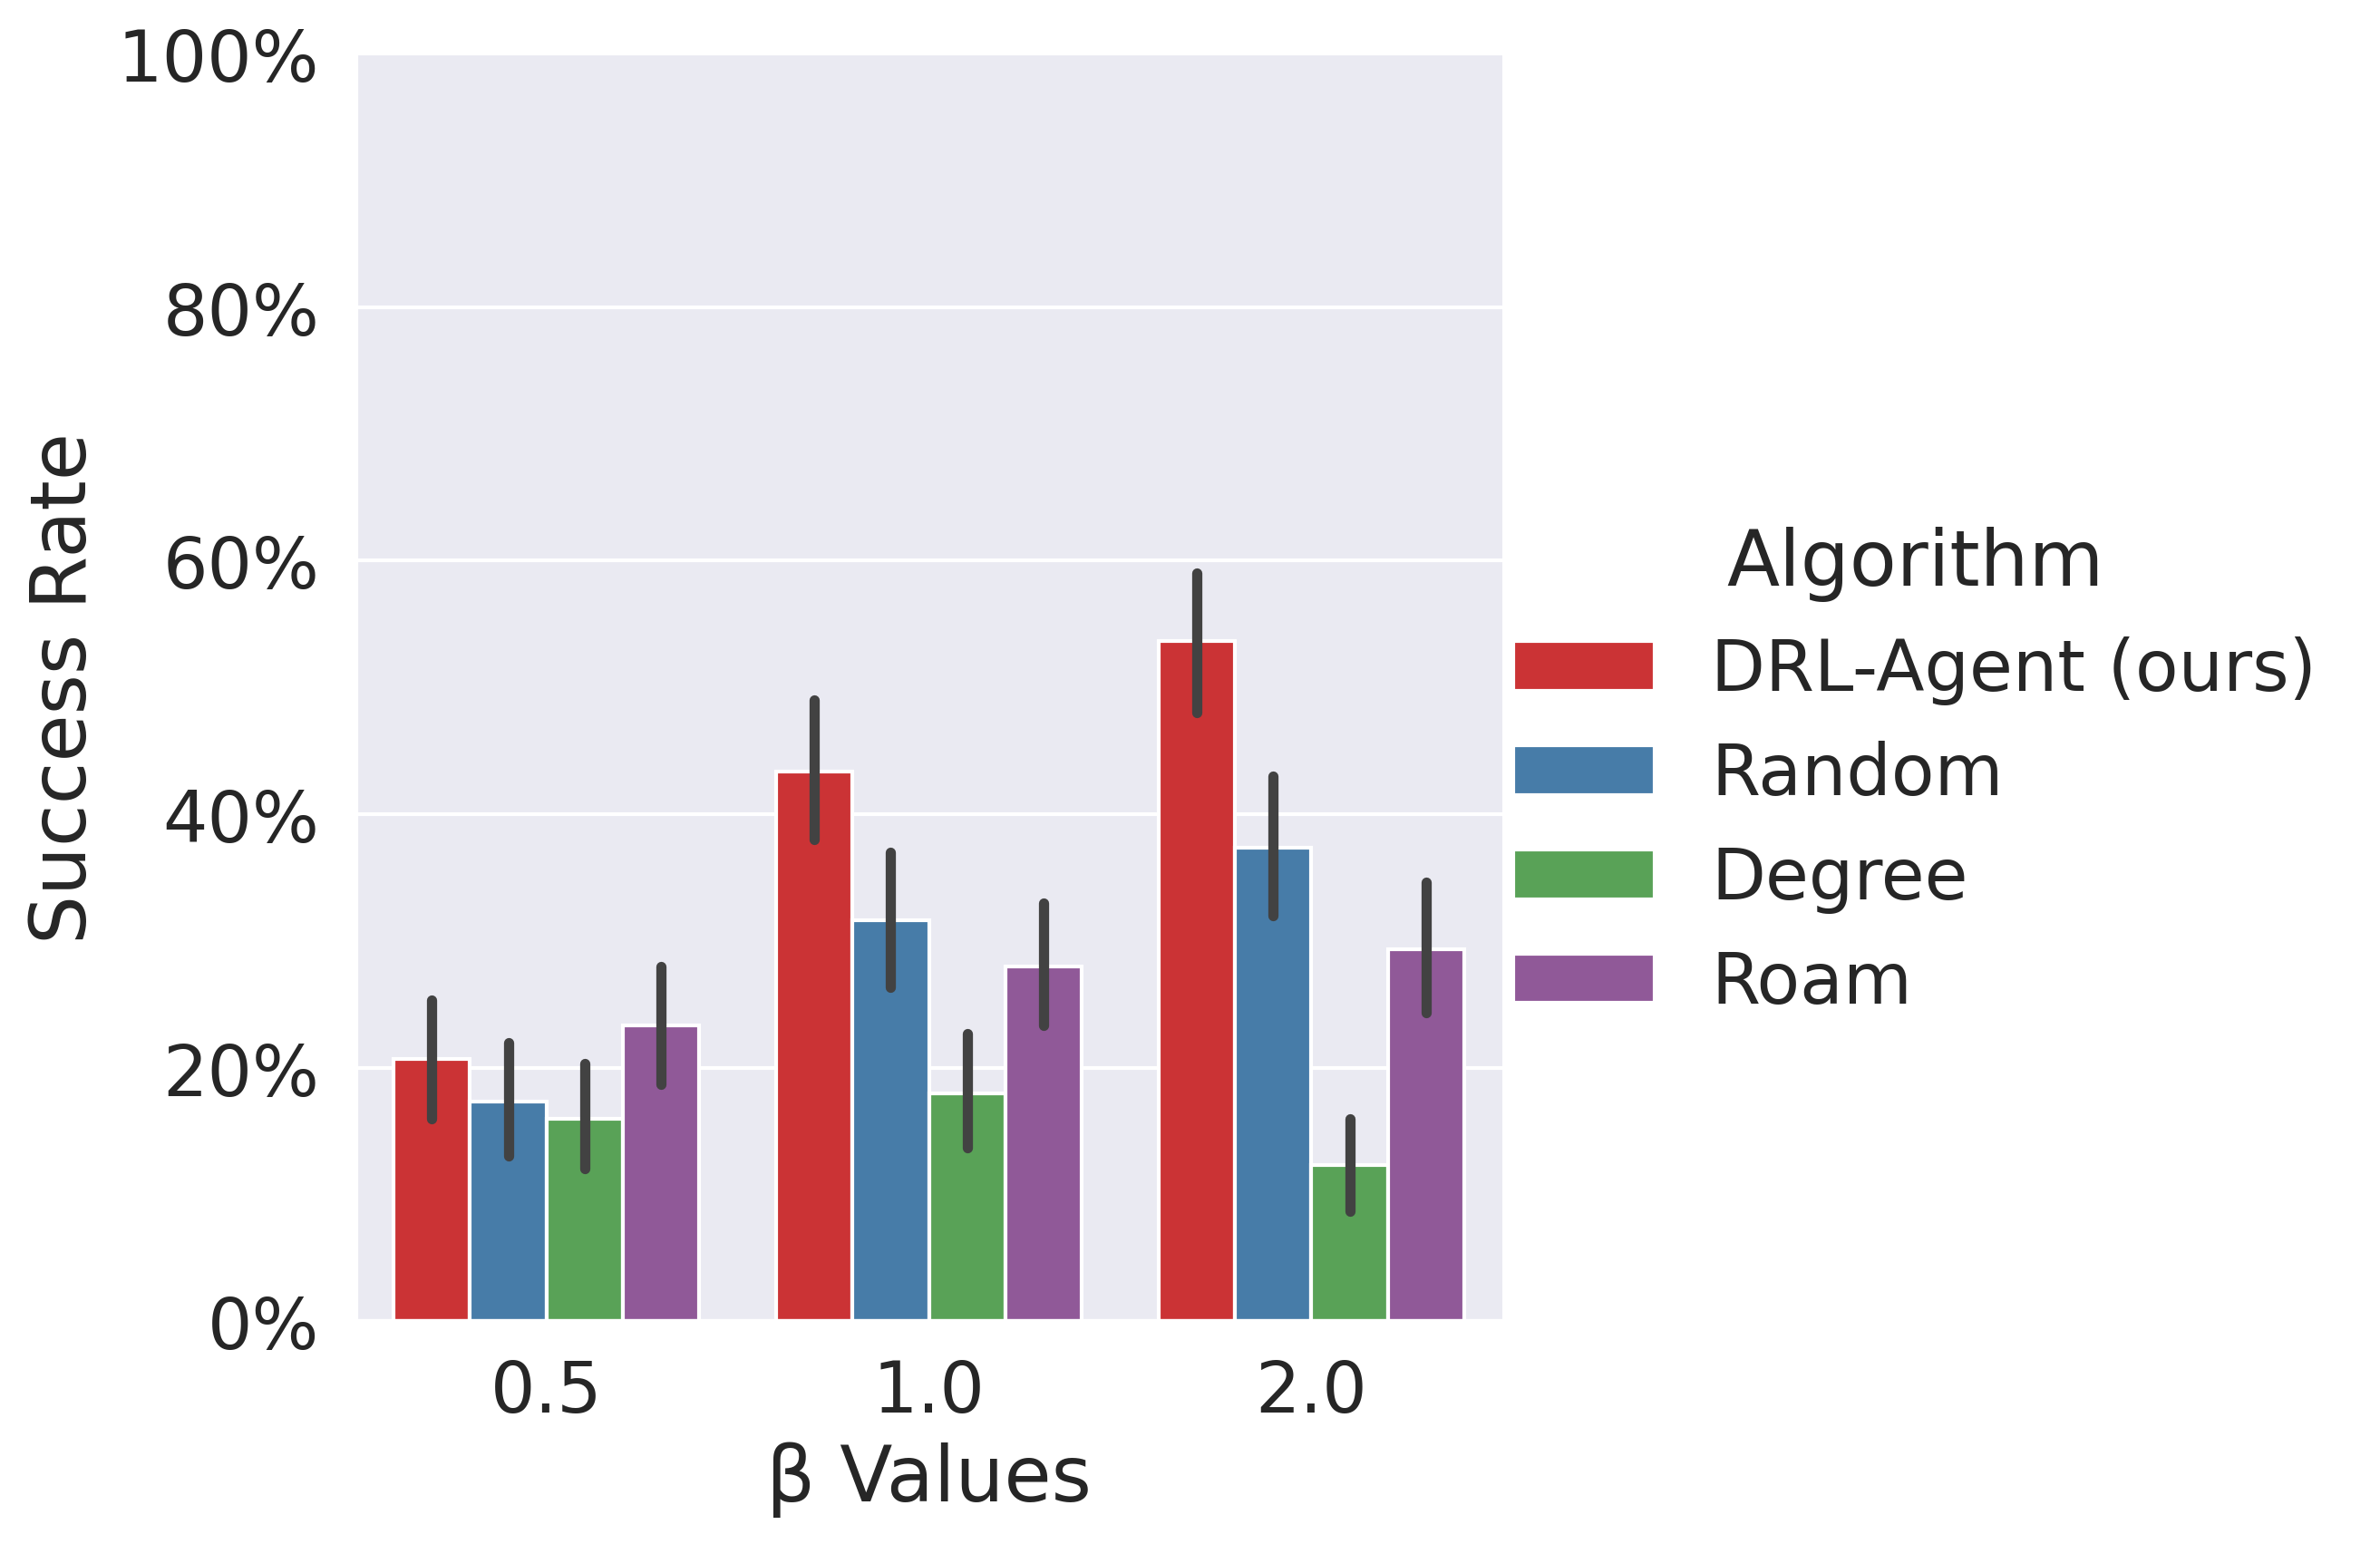 100%
80%
60%
40%
20%
0%
Success Rate
0.5
1.0
2.0
β Values
Algorithm
DRL-Agent (ours)
Random
Degree
Roam